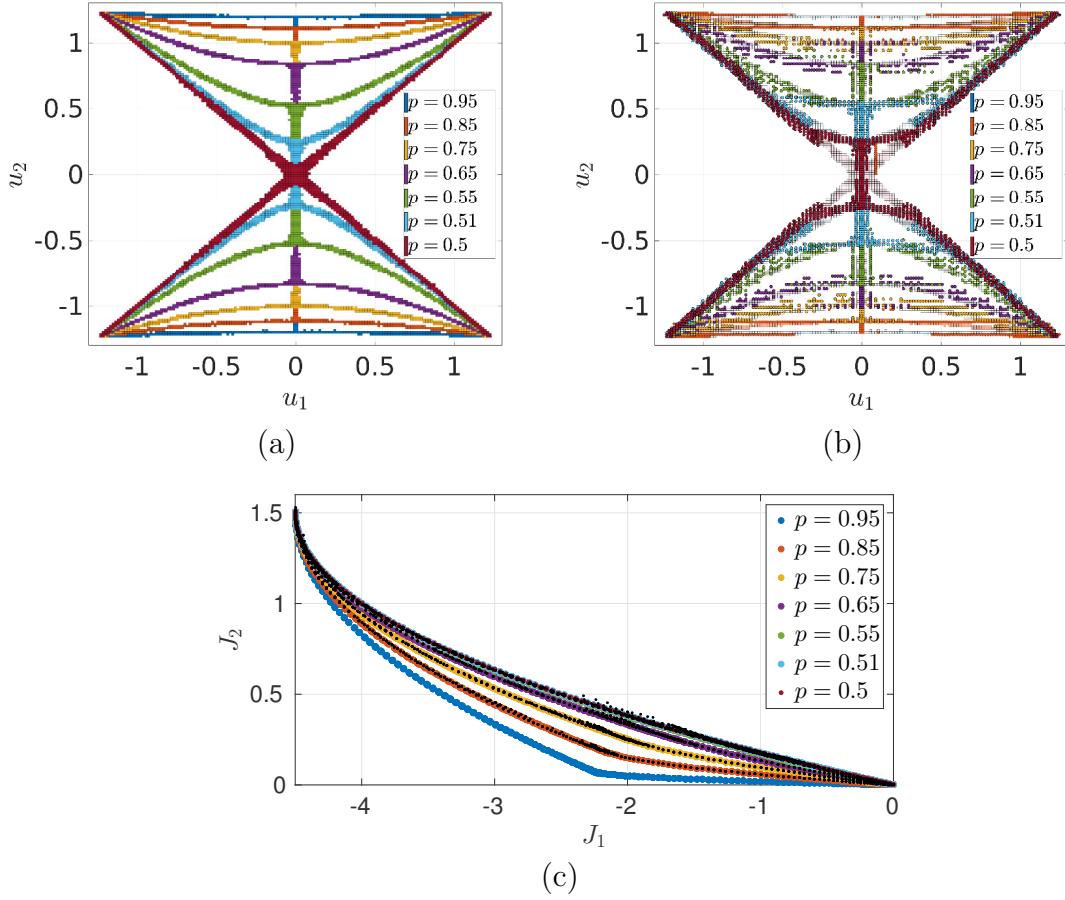 1
0.5
0
-0.5
-1
u₂
-1
-0.5
0
0.5
1
u₁
p = 0.95
p = 0.85
p = 0.75
p = 0.65
p = 0.55
p = 0.51
p = 0.5
(a)
1
0.5
0
-0.5
-1
u₂
-1
-0.5
0
0.5
1
u₁
p = 0.95
p = 0.85
p = 0.75
p = 0.65
p = 0.55
p = 0.51
p = 0.5
(b)
1.5
1
0.5
0
J₂
-4
-3
-2
-1
0
J₁
p = 0.95
p = 0.85
p = 0.75
p = 0.65
p = 0.55
p = 0.51
p = 0.5
(c)